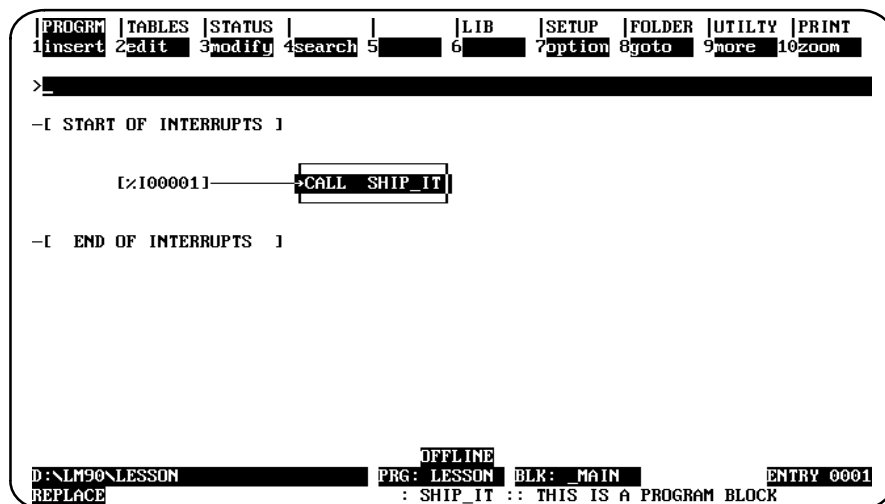 PROGRM |TABLES |STATUS | | |LIB |SETUP |FOLDER |UTILTY |PRINT
1insert 2edit 3modify 4search 5 6 7option 8goto 9more 10zoom
>_
─[ START OF INTERRUPTS ]
[%I00001]─────→CALL SHIP_IT
─[ END OF INTERRUPTS ]
OFFLINE
D:\LM90\LESSON PRG: LESSON BLK: _MAIN ENTRY 0001
REPLACE : SHIP_IT :: THIS IS A PROGRAM BLOCK